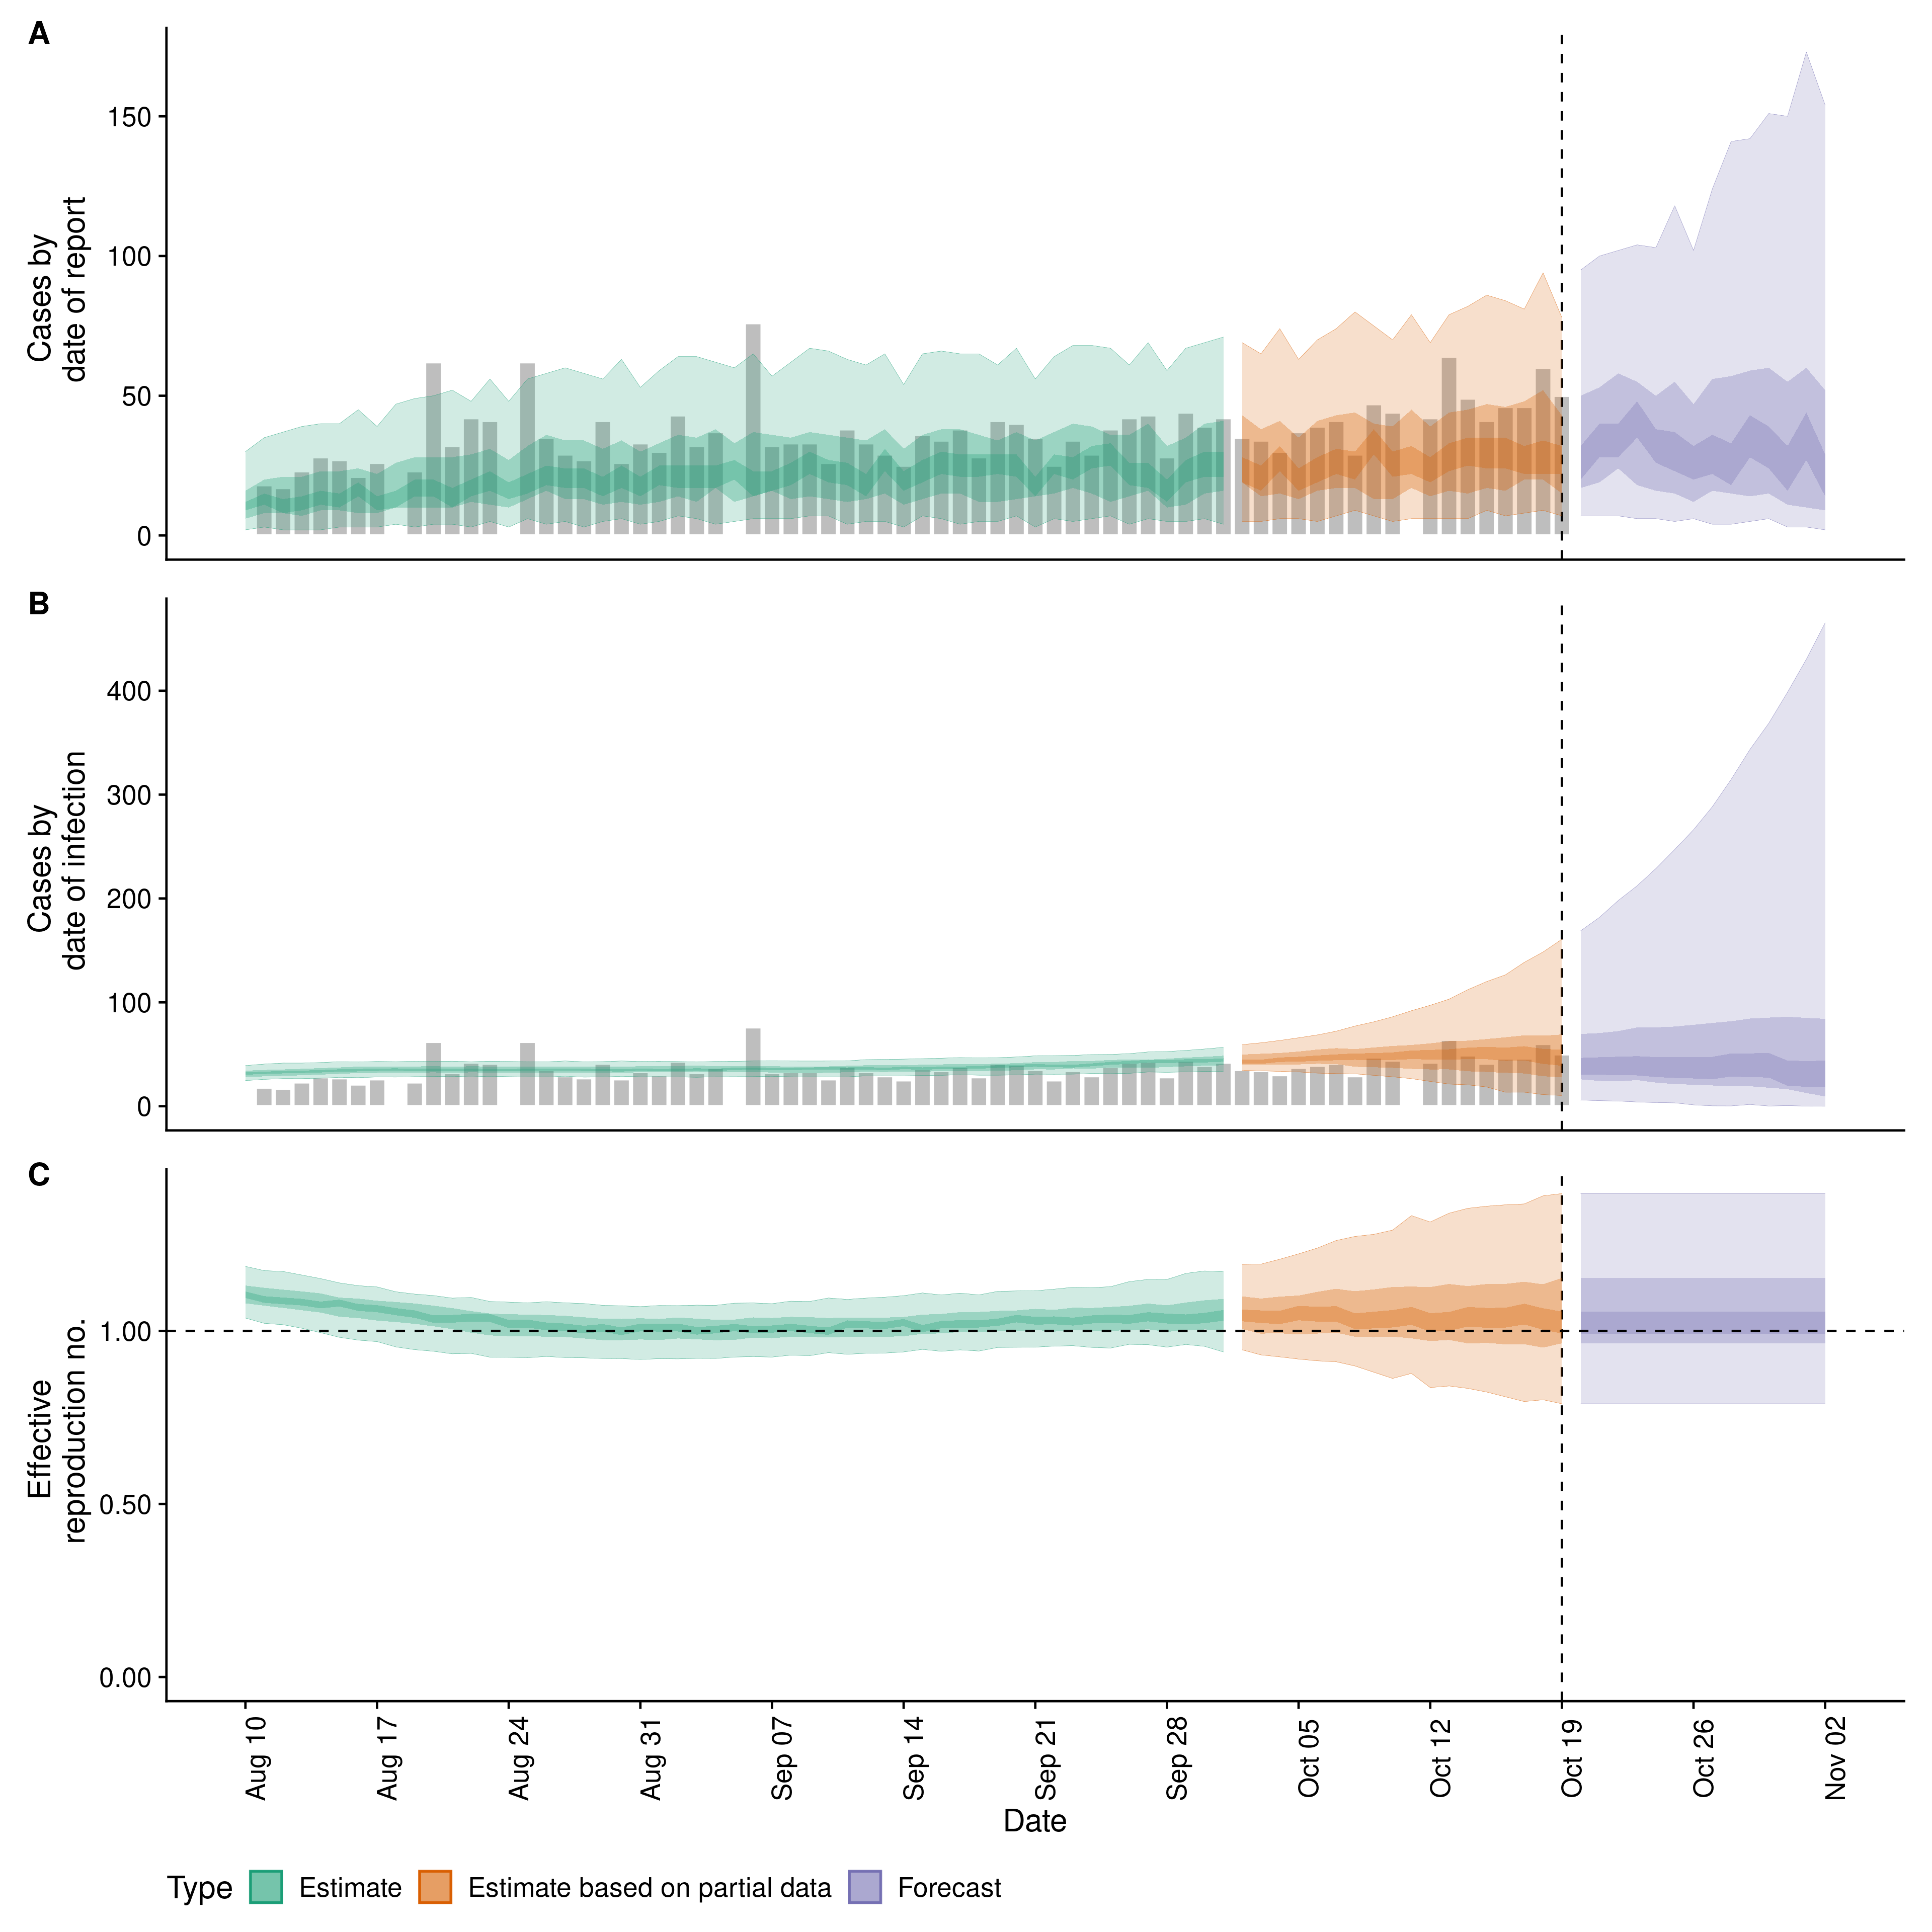 A
Cases by
date of report
150
100
50
0
B
Cases by
date of infection
400
300
200
100
0
C
Effective
reproduction no.
1.00
0.50
0.00
Aug 10
Aug 17
Aug 24
Aug 31
Sep 07
Sep 14
Sep 21
Sep 28
Oct 05
Oct 12
Oct 19
Oct 26
Nov 02
Date
Type Estimate Estimate based on partial data Forecast